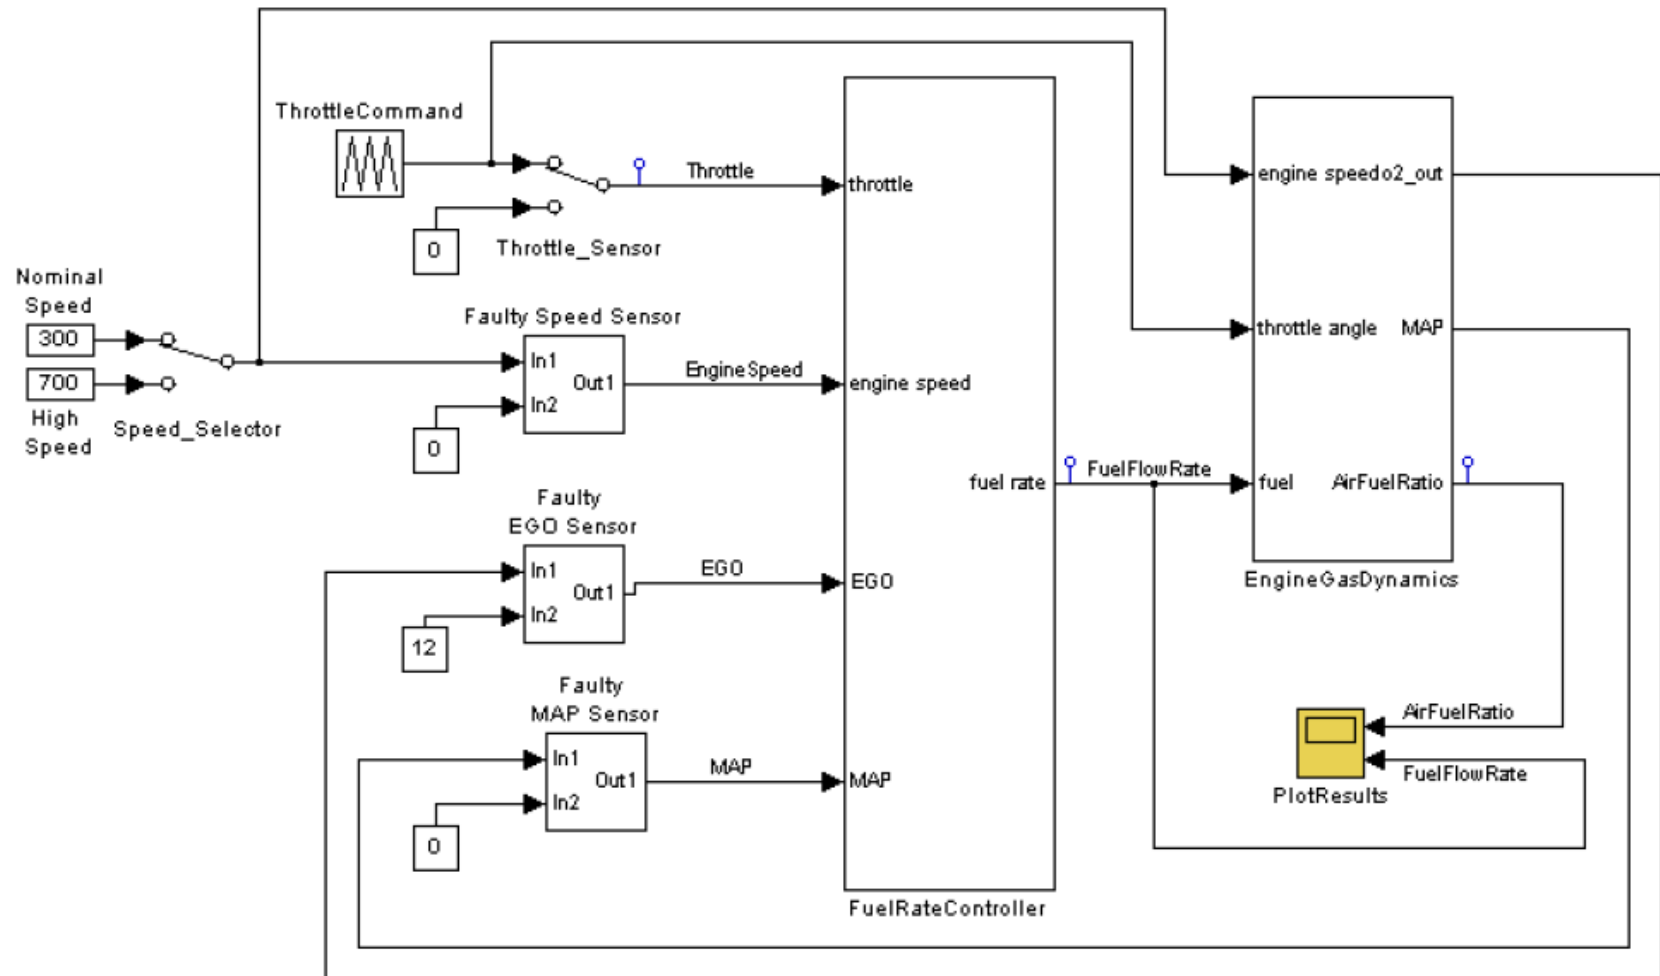 ThrottleCommand
Throttle
throttle
0
Throttle_Sensor
Nominal
Speed
300
700
High
Speed
Speed_Selector
Faulty Speed Sensor
In1
Out1
In2
0
EngineSpeed
engine speed
Faulty
EGO Sensor
In1
Out1
In2
12
EGO
EGO
Faulty
MAP Sensor
In1
Out1
In2
0
MAP
MAP
fuel rate
FuelRateController
FuelFlowRate
engine speed
o2_out
throttle angle
MAP
fuel
AirFuelRatio
EngineGasDynamics
AirFuelRatio
FuelFlowRate
PlotResults